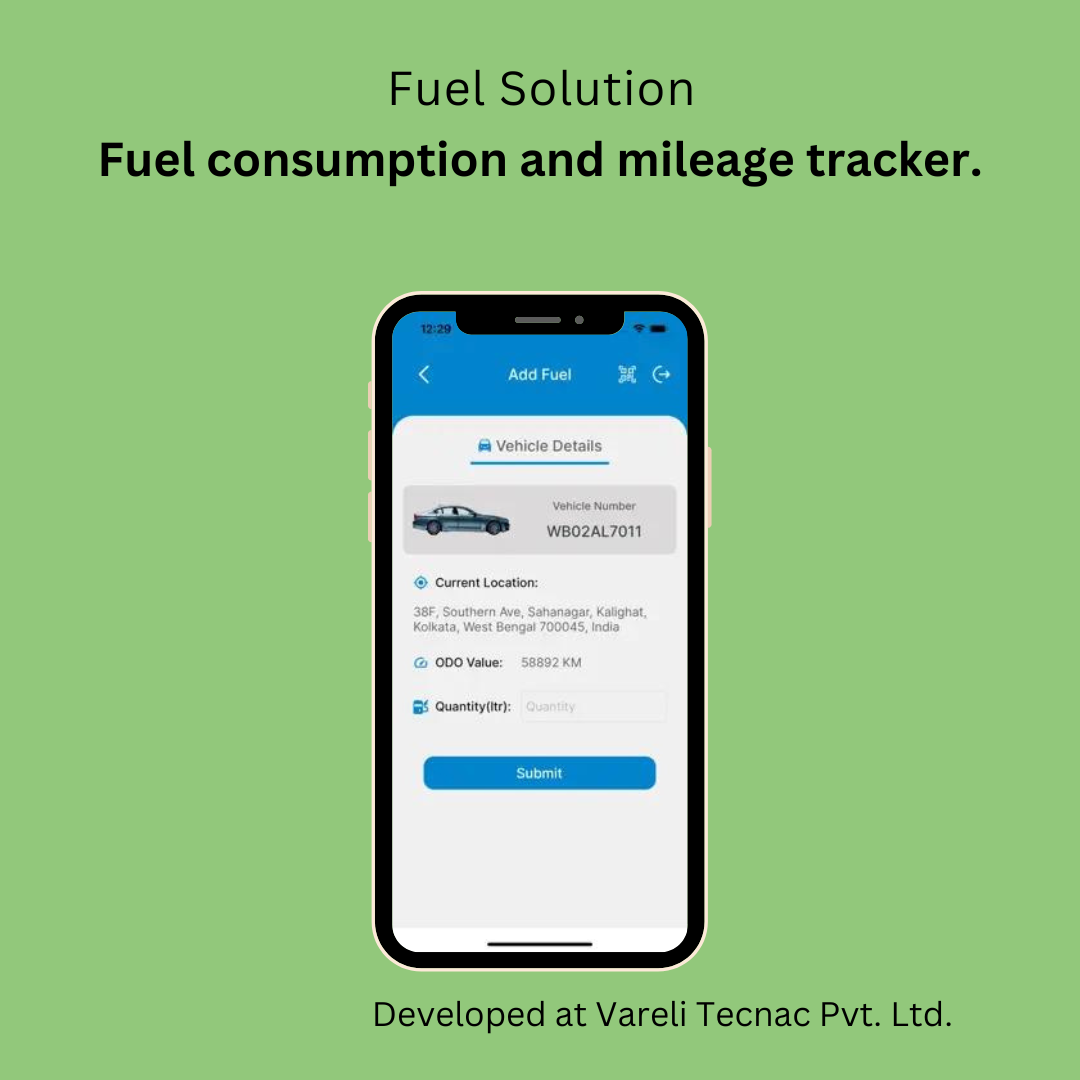 Fuel Solution
Fuel consumption and mileage tracker.
12:29
Add Fuel
Vehicle Details
Vehicle Number
WB02AL7011
Current Location:
38F, Southern Ave, Sahanagar, Kalighat,
Kolkata, West Bengal 700045, India
ODO Value: 58892 KM
Quantity(ltr): Quantity
Submit
Developed at Vareli Tecnac Pvt. Ltd.